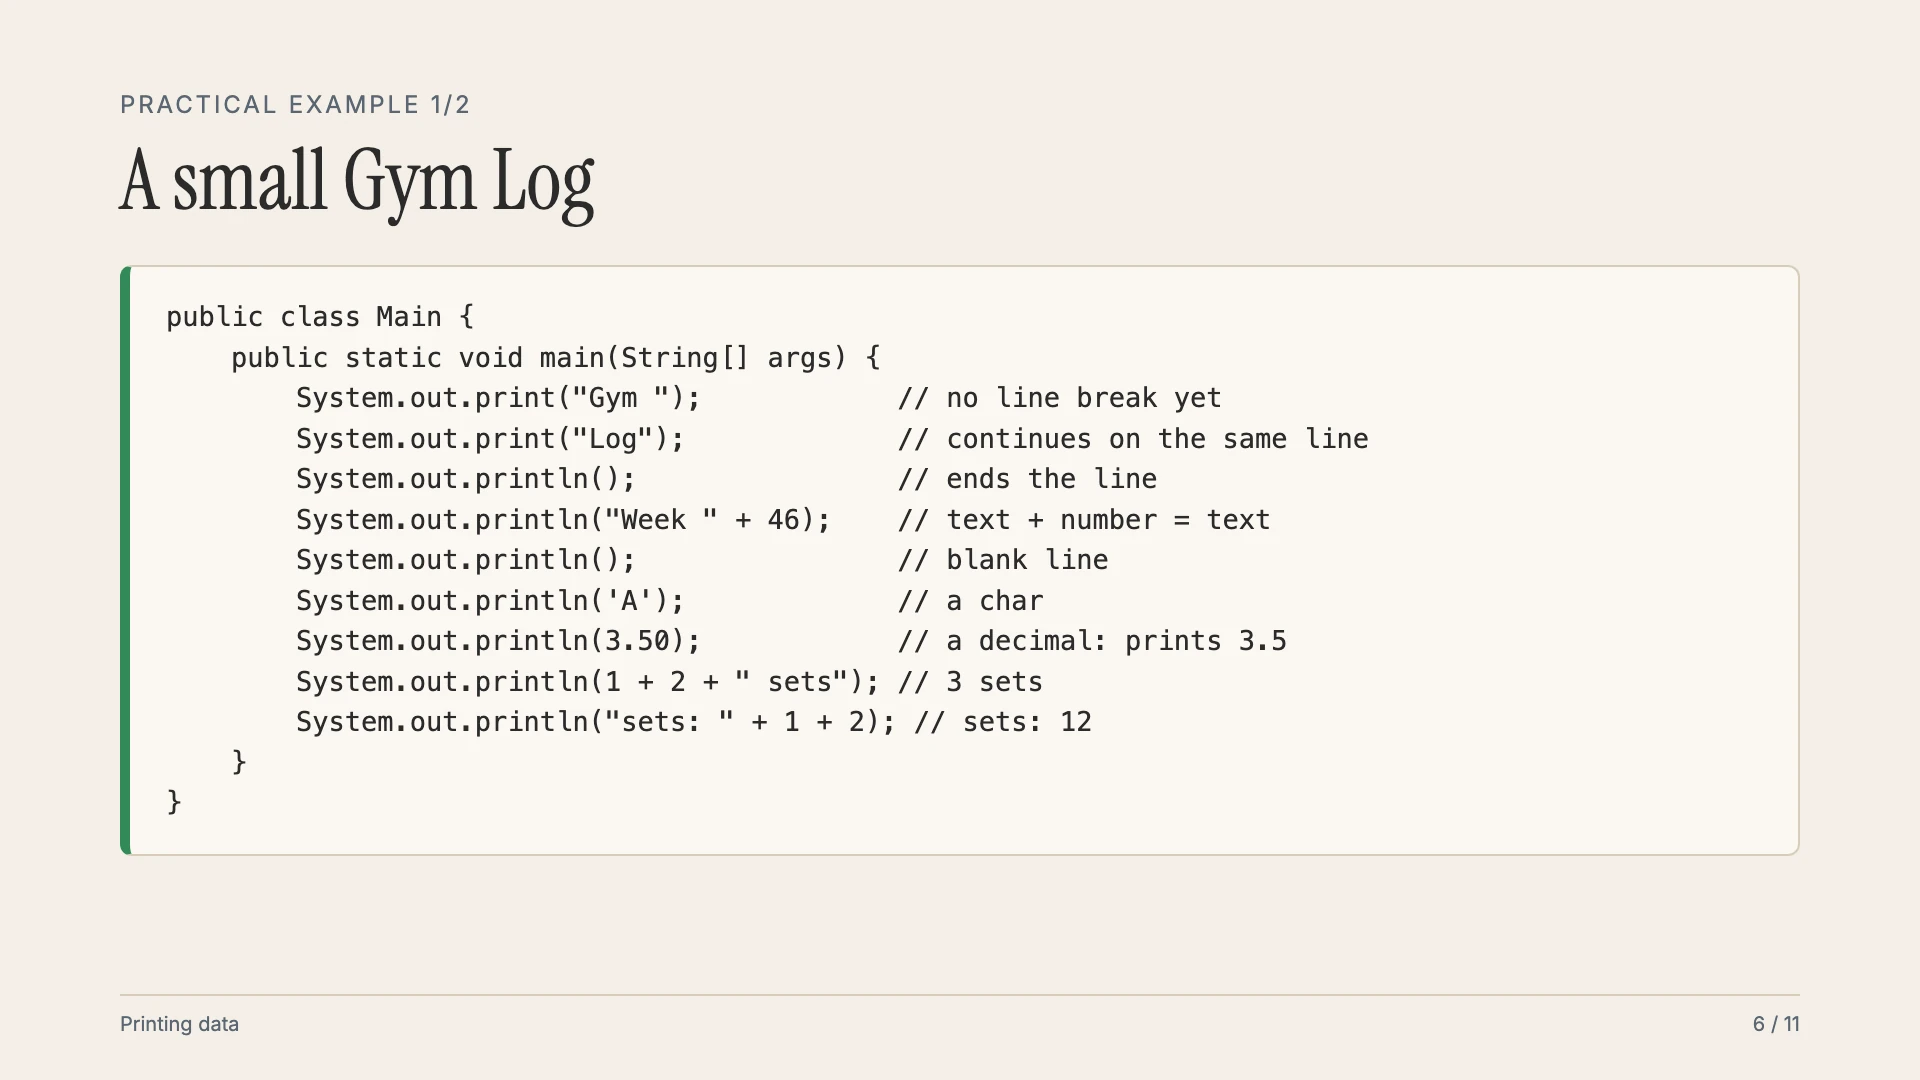 PRACTICAL EXAMPLE 1/2
A small Gym Log
public class Main {
    public static void main(String[] args) {
        System.out.print("Gym ");            // no line break yet
        System.out.print("Log");             // continues on the same line
        System.out.println();                // ends the line
        System.out.println("Week " + 46);    // text + number = text
        System.out.println();                // blank line
        System.out.println('A');             // a char
        System.out.println(3.50);            // a decimal: prints 3.5
        System.out.println(1 + 2 + " sets"); // 3 sets
        System.out.println("sets: " + 1 + 2); // sets: 12
    }
}
Printing data
6 / 11